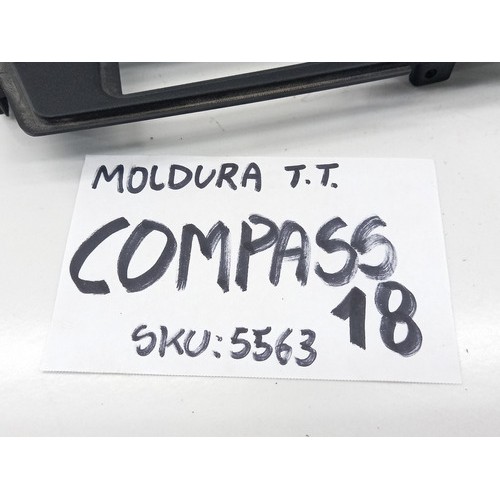 MOLDURA T.T.
COMPASS
18
SKU: 5563